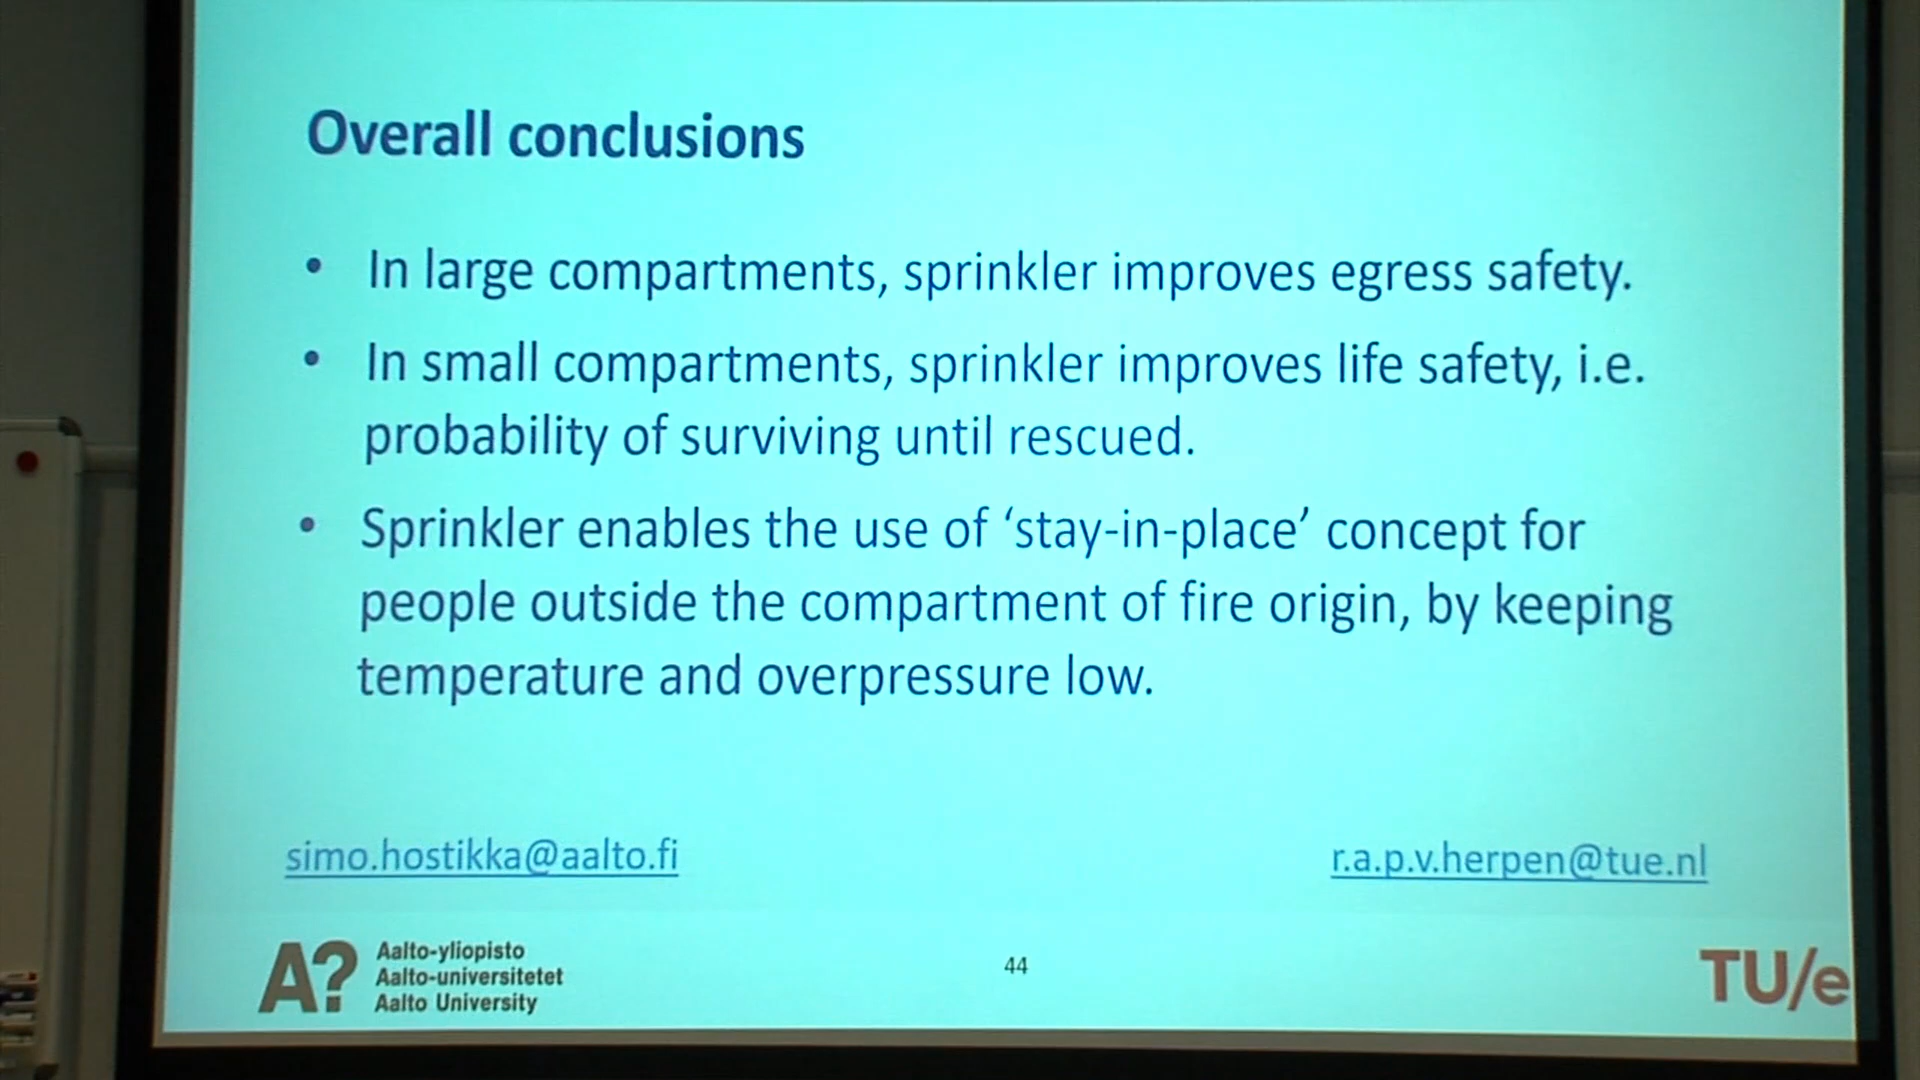 Overall conclusions
• In large compartments, sprinkler improves egress safety.
• In small compartments, sprinkler improves life safety, i.e.
probability of surviving until rescued.
• Sprinkler enables the use of ‘stay-in-place’ concept for
people outside the compartment of fire origin, by keeping
temperature and overpressure low.
simo.hostikka@aalto.fi
r.a.p.v.herpen@tue.nl
A?
Aalto-yliopisto
Aalto-universitetet
Aalto University
44
TU/e